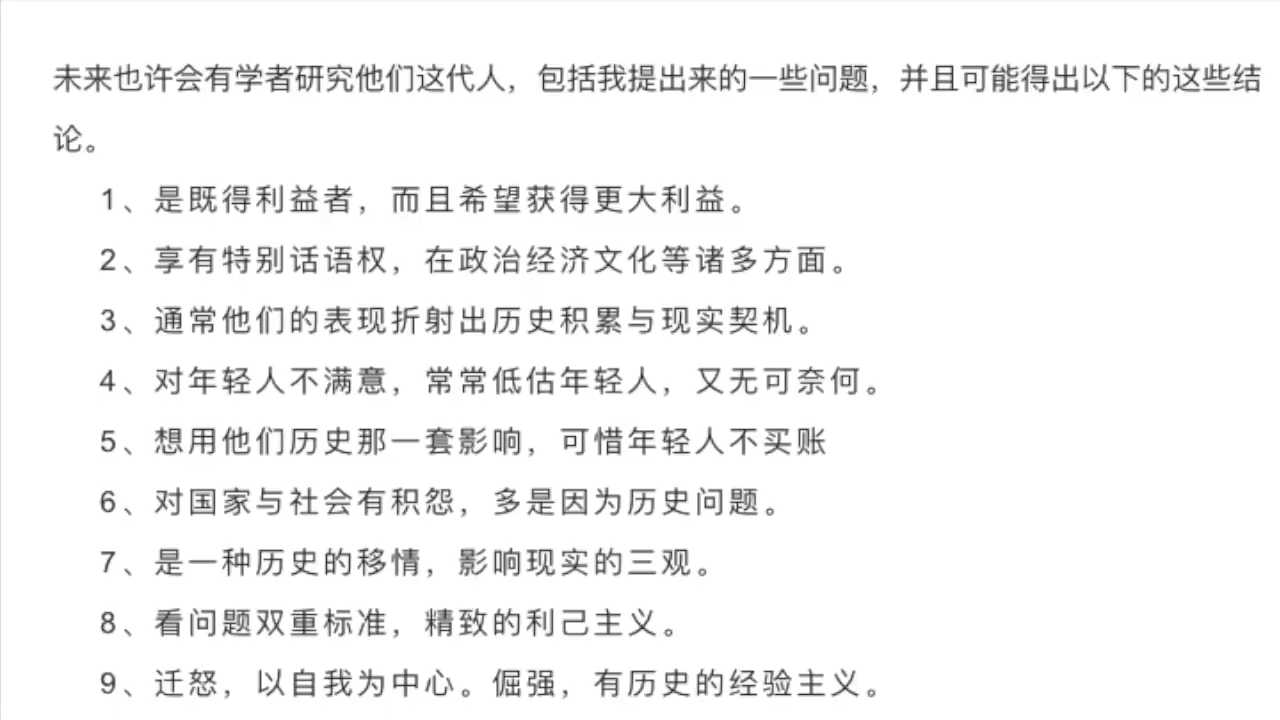 未来也许会有学者研究他们这代人，包括我提出来的一些问题，并且可能得出以下的这些结
论。
1、是既得利益者，而且希望获得更大利益。
2、享有特别话语权，在政治经济文化等诸多方面。
3、通常他们的表现折射出历史积累与现实契机。
4、对年轻人不满意，常常低估年轻人，又无可奈何。
5、想用他们历史那一套影响，可惜年轻人不买账
6、对国家与社会有积怨，多是因为历史问题。
7、是一种历史的移情，影响现实的三观。
8、看问题双重标准，精致的利己主义。
9、迁怒，以自我为中心。倔强，有历史的经验主义。